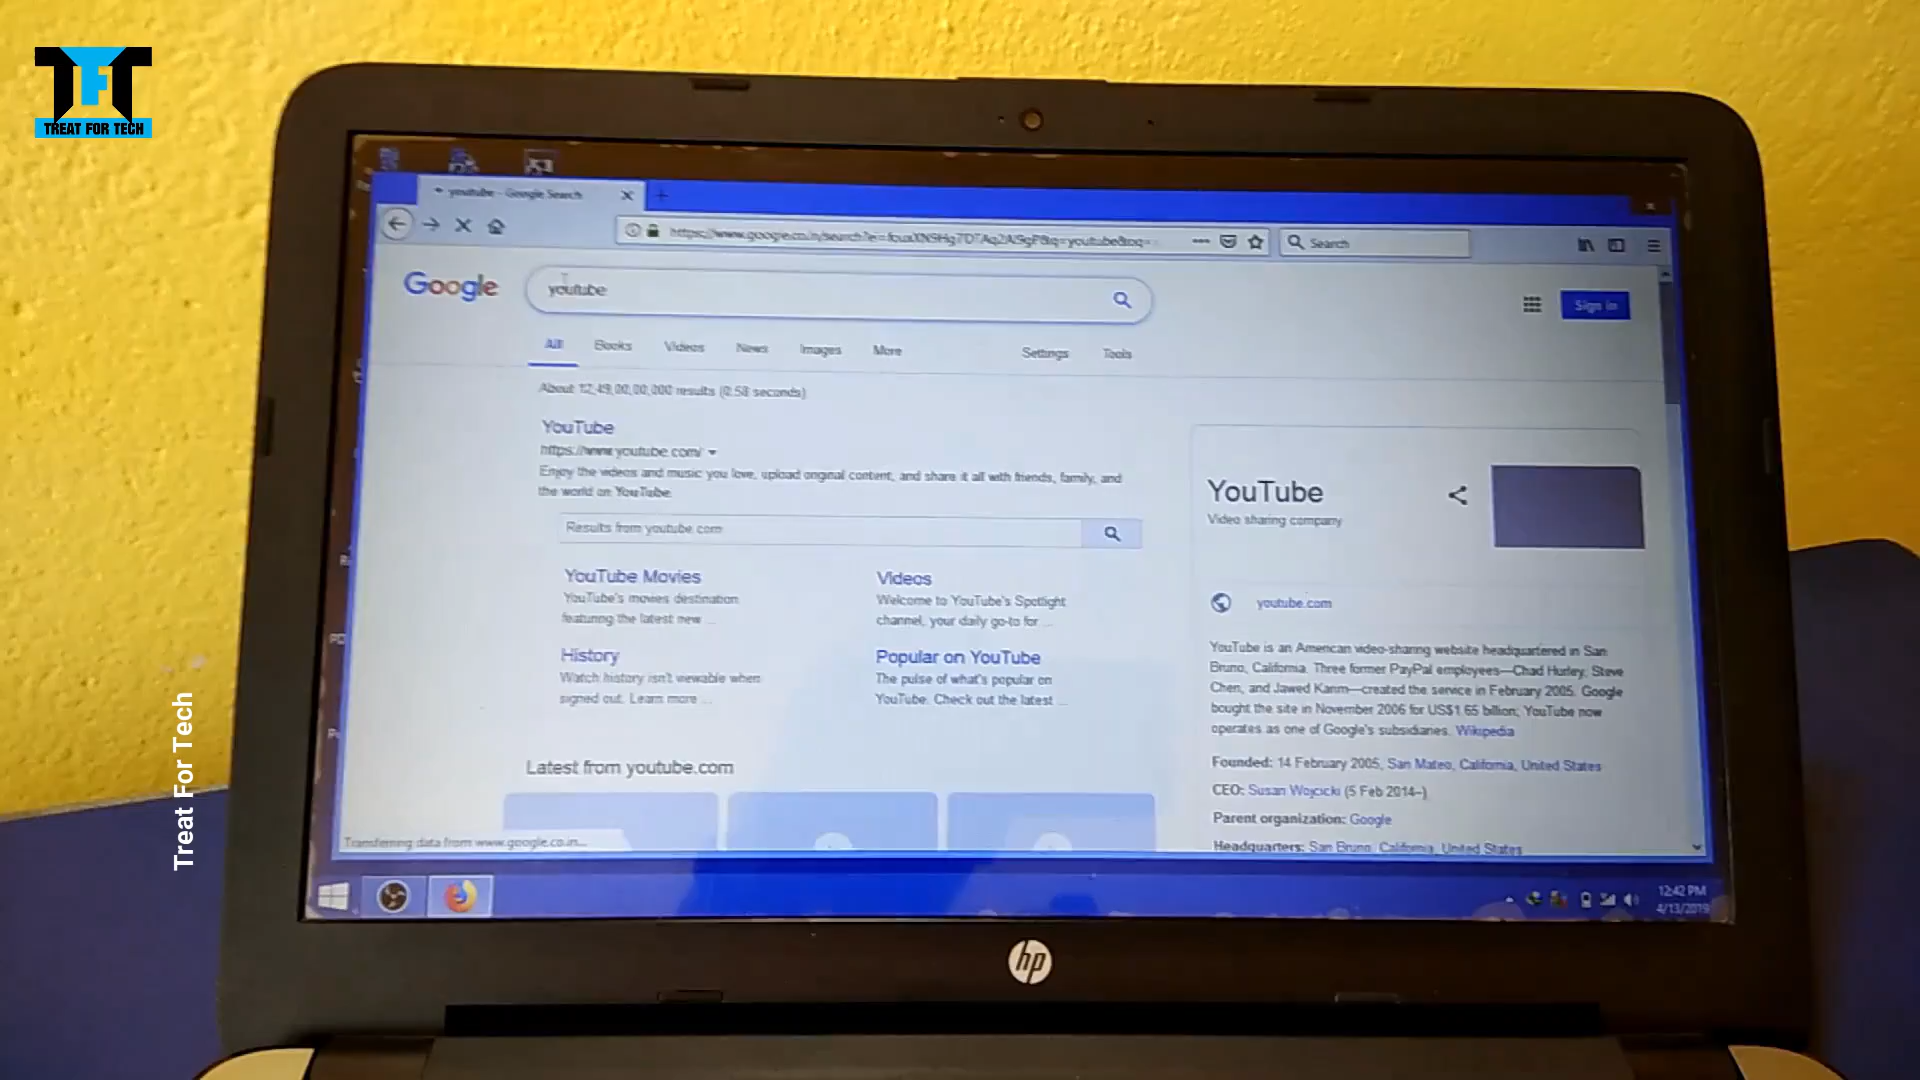 TFT
TREAT FOR TECH
youtube - Google Search
Search
Google
youtube
Sign in
All Books Videos News Images More Settings Tools
About 12,49,00,00,000 results (0.58 seconds)
YouTube
https://www.youtube.com/
Enjoy the videos and music you love, upload original content, and share it all with friends, family, and
the world on YouTube.
Results from youtube.com
YouTube Movies
YouTube's movies destination
featuring the latest new ...
Videos
Welcome to YouTube's Spotlight
channel, your daily go-to for ...
History
Watch history isn't viewable when
signed out. Learn more ...
Popular on YouTube
The pulse of what's popular on
YouTube. Check out the latest ...
Latest from youtube.com
Transferring data from www.google.co.in...
YouTube
Video sharing company
youtube.com
YouTube is an American video-sharing website headquartered in San
Bruno, California. Three former PayPal employees—Chad Hurley, Steve
Chen, and Jawed Karim—created the service in February 2005. Google
bought the site in November 2006 for US$1.65 billion; YouTube now
operates as one of Google's subsidiaries. Wikipedia
Founded: 14 February 2005, San Mateo, California, United States
CEO: Susan Wojcicki (5 Feb 2014–)
Parent organization: Google
Headquarters: San Bruno, California, United States
12:42 PM
4/13/2019
hp
Treat For Tech